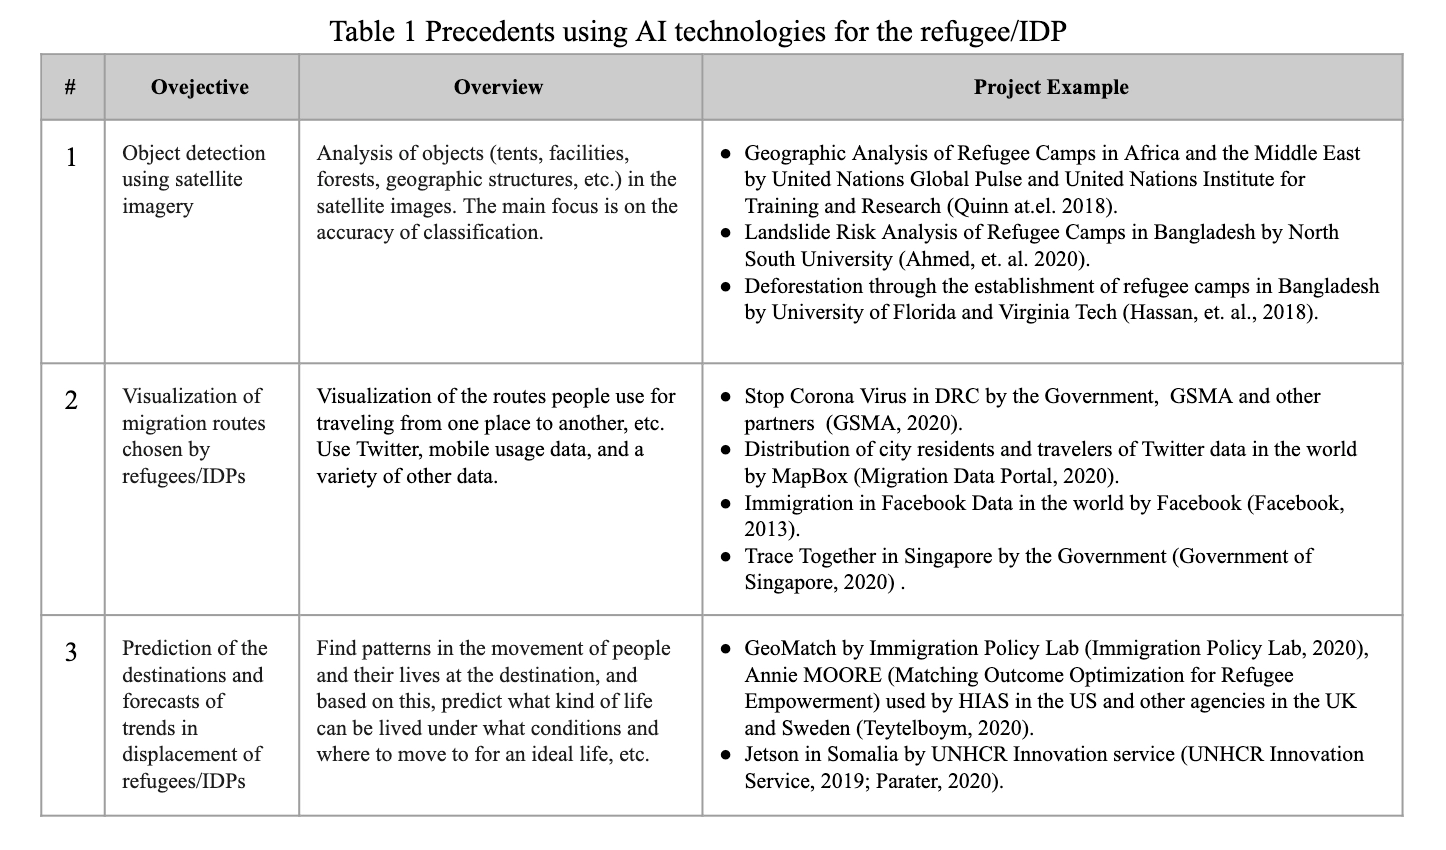 Table 1 Precedents using AI technologies for the refugee/IDP
# Ovejective Overview Project Example
1
Object detection
using satellite
imagery
Analysis of objects (tents, facilities,
forests, geographic structures, etc.) in the
satellite images. The main focus is on the
accuracy of classification.
● Geographic Analysis of Refugee Camps in Africa and the Middle East
by United Nations Global Pulse and United Nations Institute for
Training and Research (Quinn at.el. 2018).
● Landslide Risk Analysis of Refugee Camps in Bangladesh by North
South University (Ahmed, et. al. 2020).
● Deforestation through the establishment of refugee camps in Bangladesh
by University of Florida and Virginia Tech (Hassan, et. al., 2018).
2
Visualization of
migration routes
chosen by
refugees/IDPs
Visualization of the routes people use for
traveling from one place to another, etc.
Use Twitter, mobile usage data, and a
variety of other data.
● Stop Corona Virus in DRC by the Government,  GSMA and other
partners  (GSMA, 2020).
● Distribution of city residents and travelers of Twitter data in the world
by MapBox (Migration Data Portal, 2020).
● Immigration in Facebook Data in the world by Facebook (Facebook,
2013).
● Trace Together in Singapore by the Government (Government of
Singapore, 2020) .
3
Prediction of the
destinations and
forecasts of
trends in
displacement of
refugees/IDPs
Find patterns in the movement of people
and their lives at the destination, and
based on this, predict what kind of life
can be lived under what conditions and
where to move to for an ideal life, etc.
● GeoMatch by Immigration Policy Lab (Immigration Policy Lab, 2020),
Annie MOORE (Matching Outcome Optimization for Refugee
Empowerment) used by HIAS in the US and other agencies in the UK
and Sweden (Teytelboym, 2020).
● Jetson in Somalia by UNHCR Innovation service (UNHCR Innovation
Service, 2019; Parater, 2020).